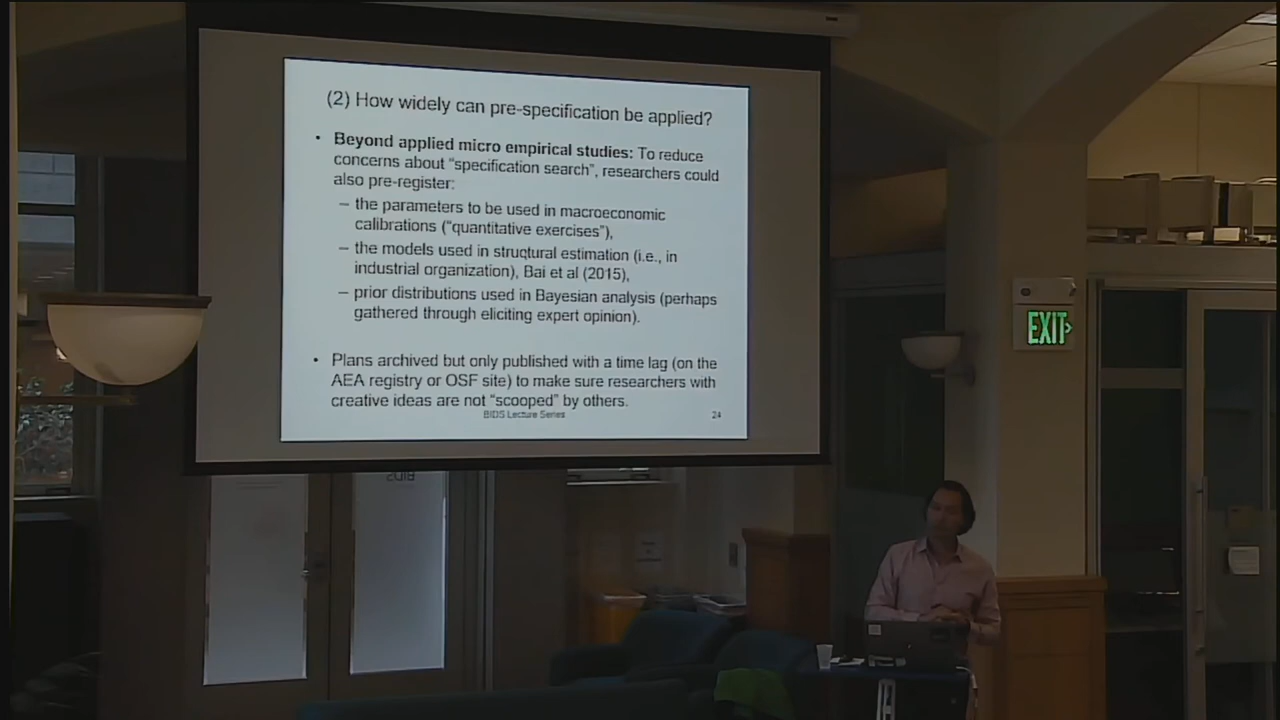 (2) How widely can pre-specification be applied?
• Beyond applied micro empirical studies: To reduce
concerns about "specification search", researchers could
also pre-register:
– the parameters to be used in macroeconomic
calibrations ("quantitative exercises"),
– the models used in structural estimation (i.e., in
industrial organization), Bai et al (2015),
– prior distributions used in Bayesian analysis (perhaps
gathered through eliciting expert opinion).
• Plans archived but only published with a time lag (on the
AEA registry or OSF site) to make sure researchers with
creative ideas are not "scooped" by others.
BIDS Lecture Series
24
EXIT